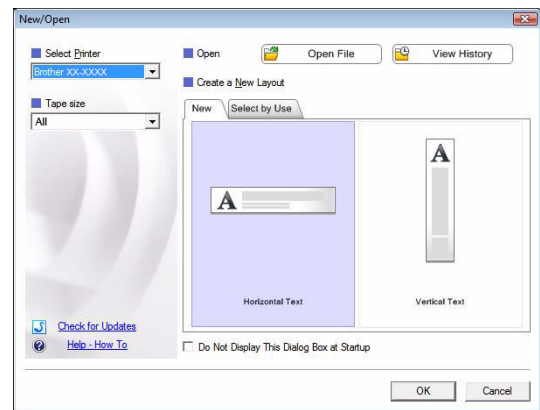 New/Open
Select Printer
Brother XX-XXXX
Tape size
All
Check for Updates
Help - How To
Open
Open File
View History
Create a New Layout
New
Select by Use
A
Horizontal Text
A
Vertical Text
Do Not Display This Dialog Box at Startup
OK
Cancel